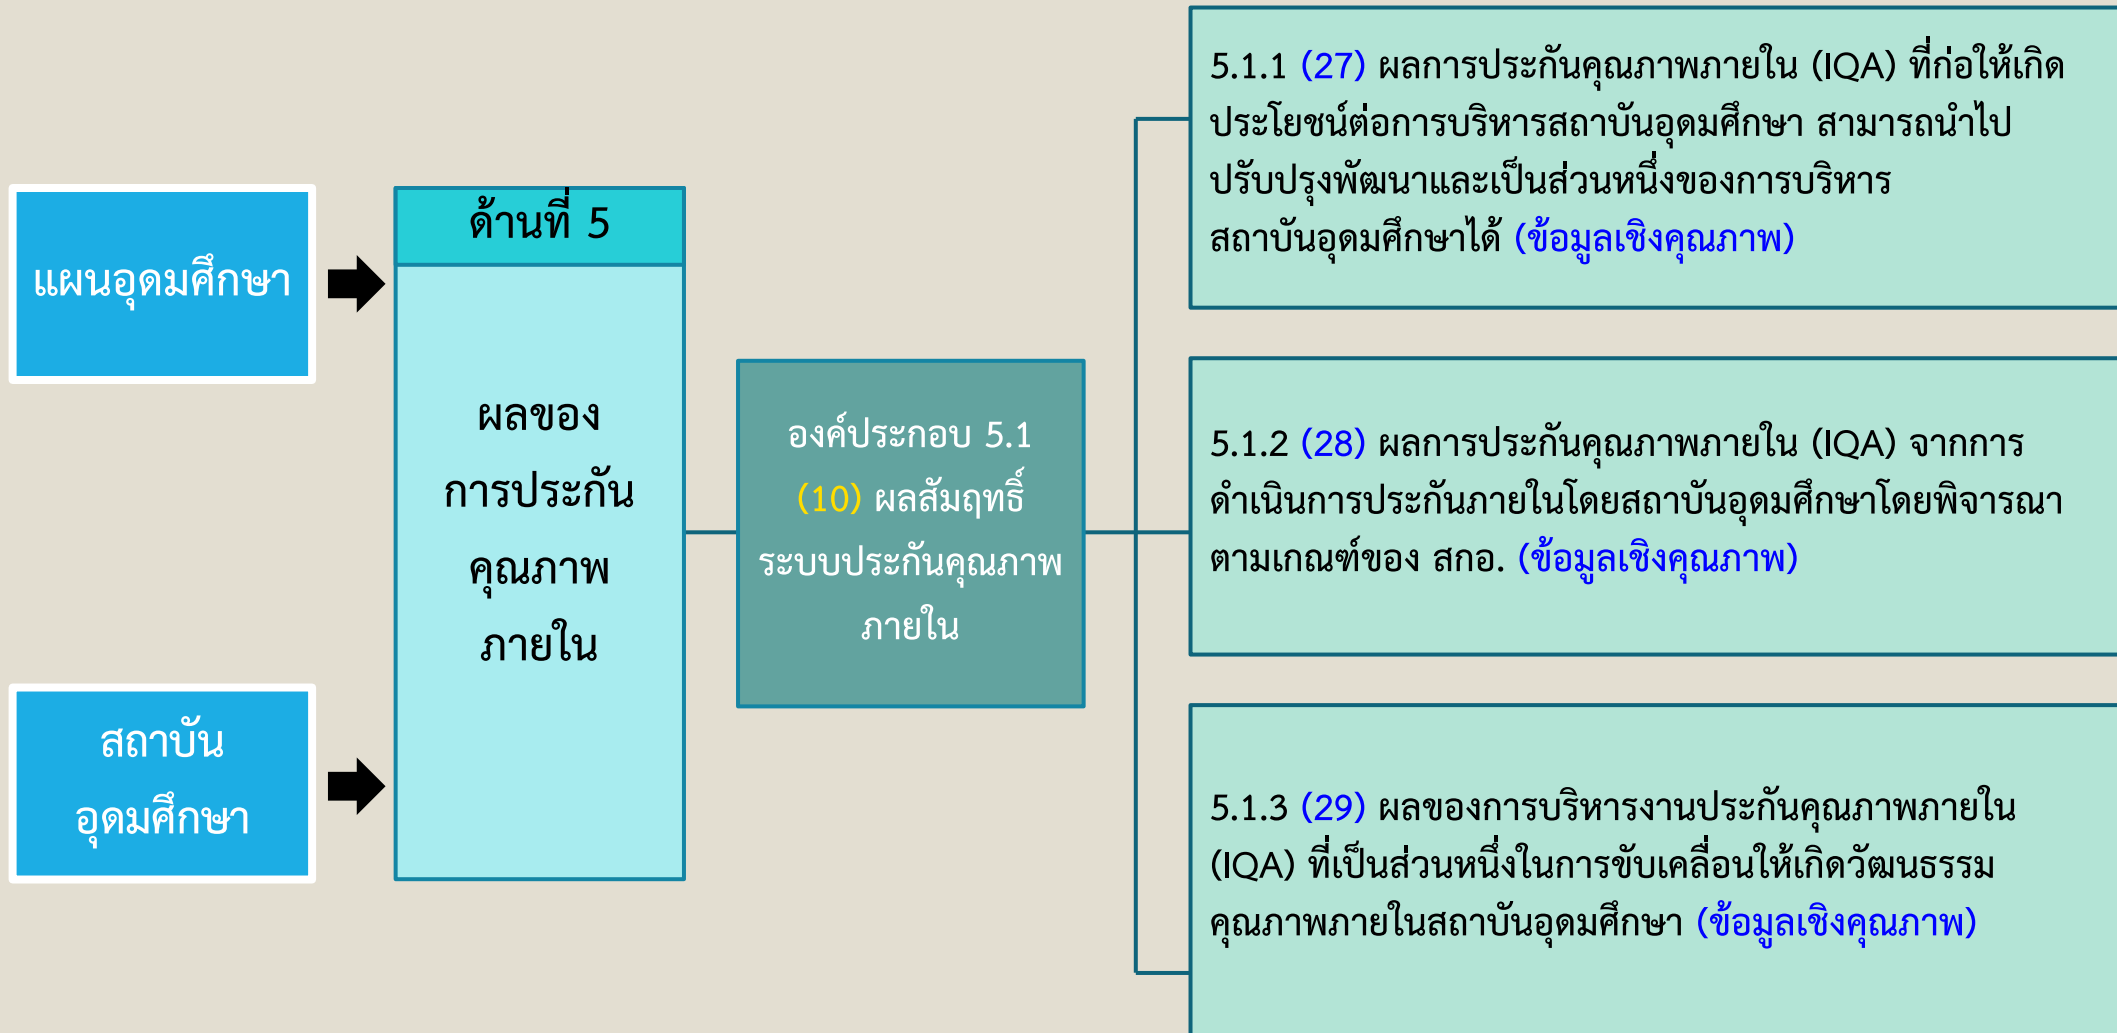 แผนอุดมศึกษา
สถาบัน
อุดมศึกษา
ด้านที่ 5
ผลของ
การประกัน
คุณภาพ
ภายใน
องค์ประกอบ 5.1
(10) ผลสัมฤทธิ์
ระบบประกันคุณภาพ
ภายใน
5.1.1 (27) ผลการประกันคุณภาพภายใน (IQA) ที่ก่อให้เกิด
ประโยชน์ต่อการบริหารสถาบันอุดมศึกษา สามารถนำไป
ปรับปรุงพัฒนาและเป็นส่วนหนึ่งของการบริหาร
สถาบันอุดมศึกษาได้ (ข้อมูลเชิงคุณภาพ)
5.1.2 (28) ผลการประกันคุณภาพภายใน (IQA) จากการ
ดำเนินการประกันภายในโดยสถาบันอุดมศึกษาโดยพิจารณา
ตามเกณฑ์ของ สกอ. (ข้อมูลเชิงคุณภาพ)
5.1.3 (29) ผลของการบริหารงานประกันคุณภาพภายใน
(IQA) ที่เป็นส่วนหนึ่งในการขับเคลื่อนให้เกิดวัฒนธรรม
คุณภาพภายในสถาบันอุดมศึกษา (ข้อมูลเชิงคุณภาพ)